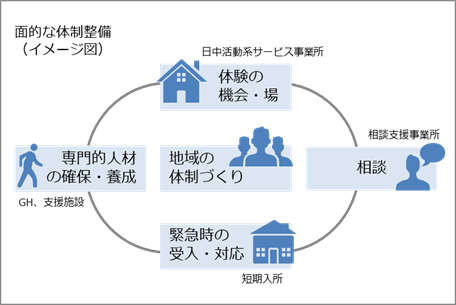 面的な体制整備
（イメージ図）
日中活動系サービス事業所
体験の
機会・場
相談支援事業所
専門的人材
の確保・養成
地域の
体制づくり
相談
GH、支援施設
緊急時の
受入・対応
短期入所